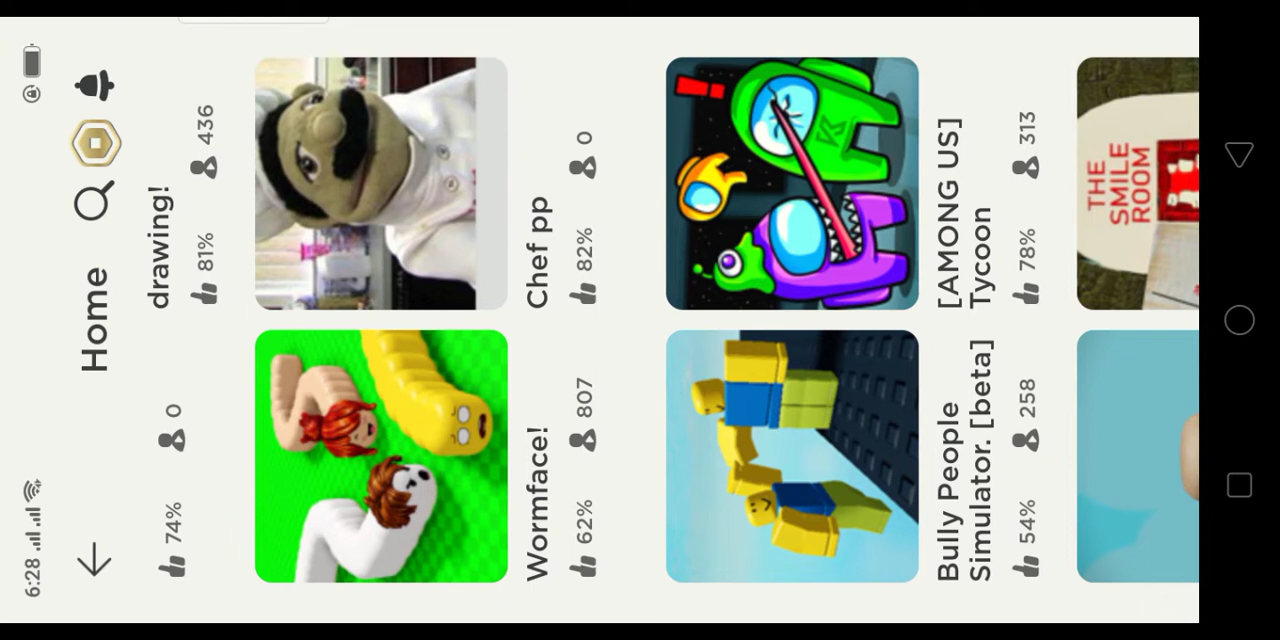 6:28
Home
drawing!
74% 0
81% 436
Wormface!
62% 807
Chef pp
82% 0
Bully People
Simulator. [beta]
54% 258
[AMONG US]
Tycoon
78% 313
THE
SMILE
ROOM